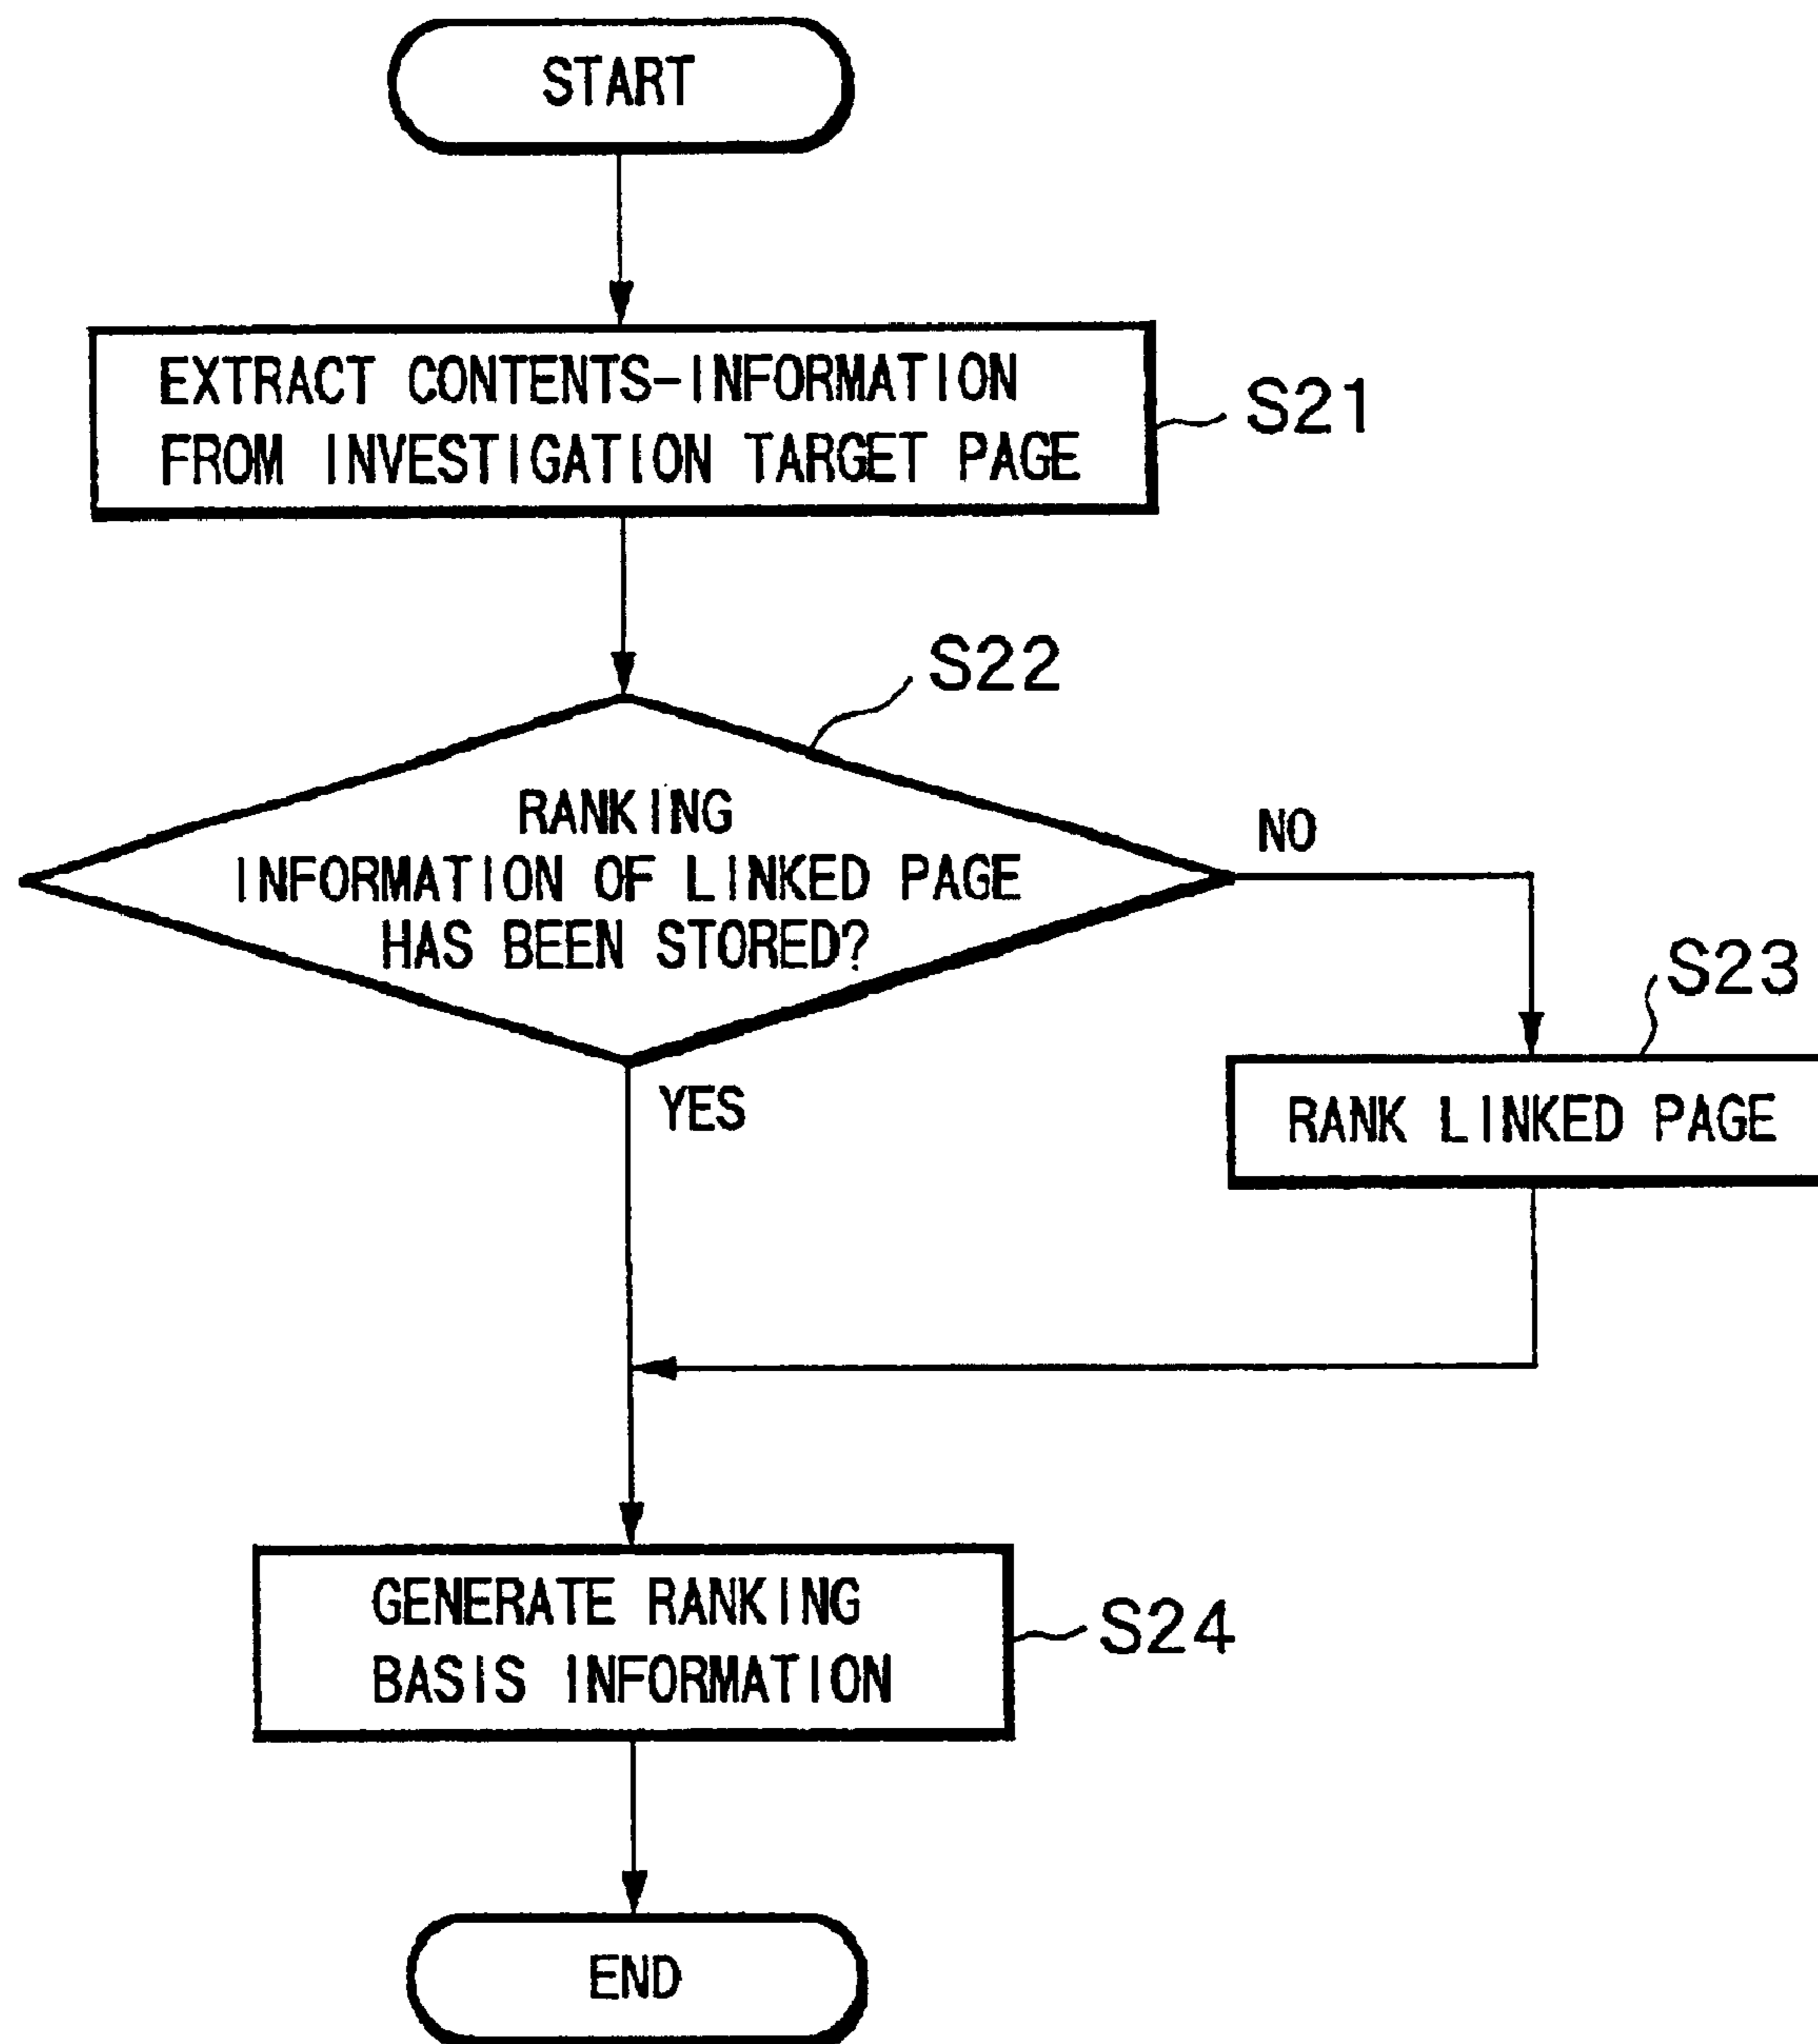 START
EXTRACT CONTENTS-INFORMATION
FROM INVESTIGATION TARGET PAGE
S21
S22
RANKING
INFORMATION OF LINKED PAGE
HAS BEEN STORED?
NO
YES
S23
RANK LINKED PAGE
GENERATE RANKING
BASIS INFORMATION
S24
END